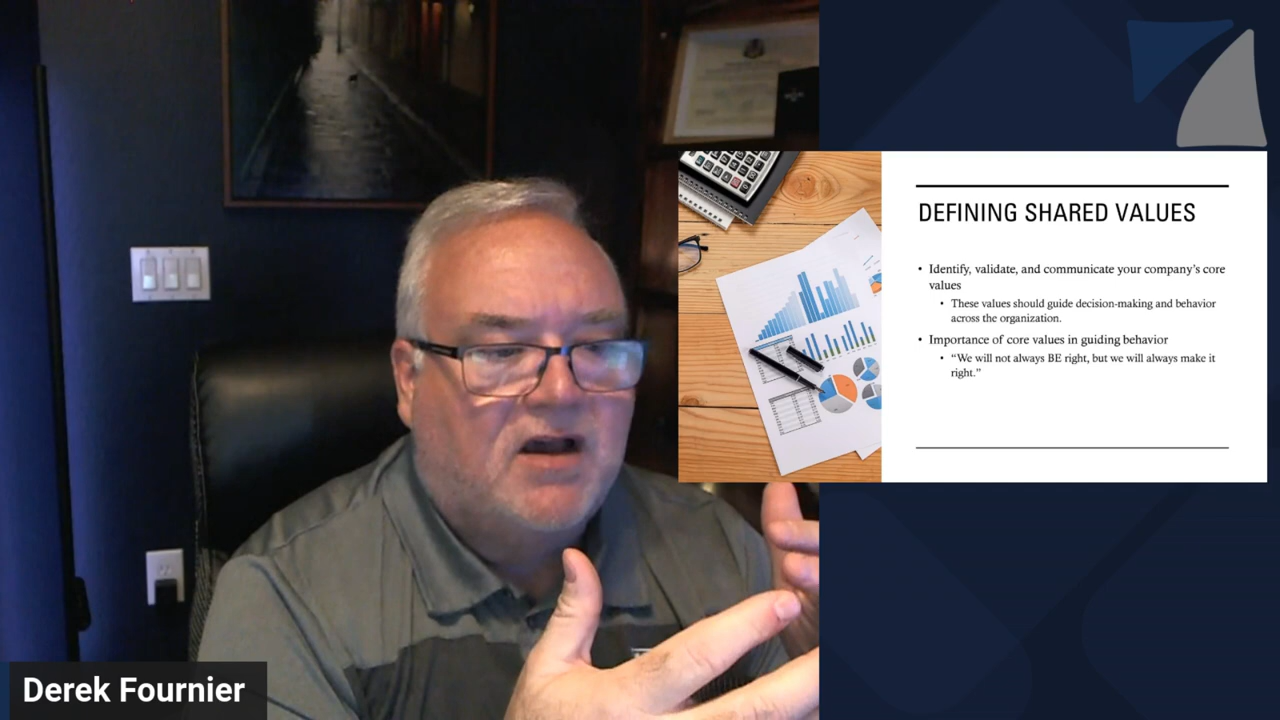 DEFINING SHARED VALUES
• Identify, validate, and communicate your company's core
values
• These values should guide decision-making and behavior
across the organization.
• Importance of core values in guiding behavior
• “We will not always BE right, but we will always make it
right.”
Derek Fournier